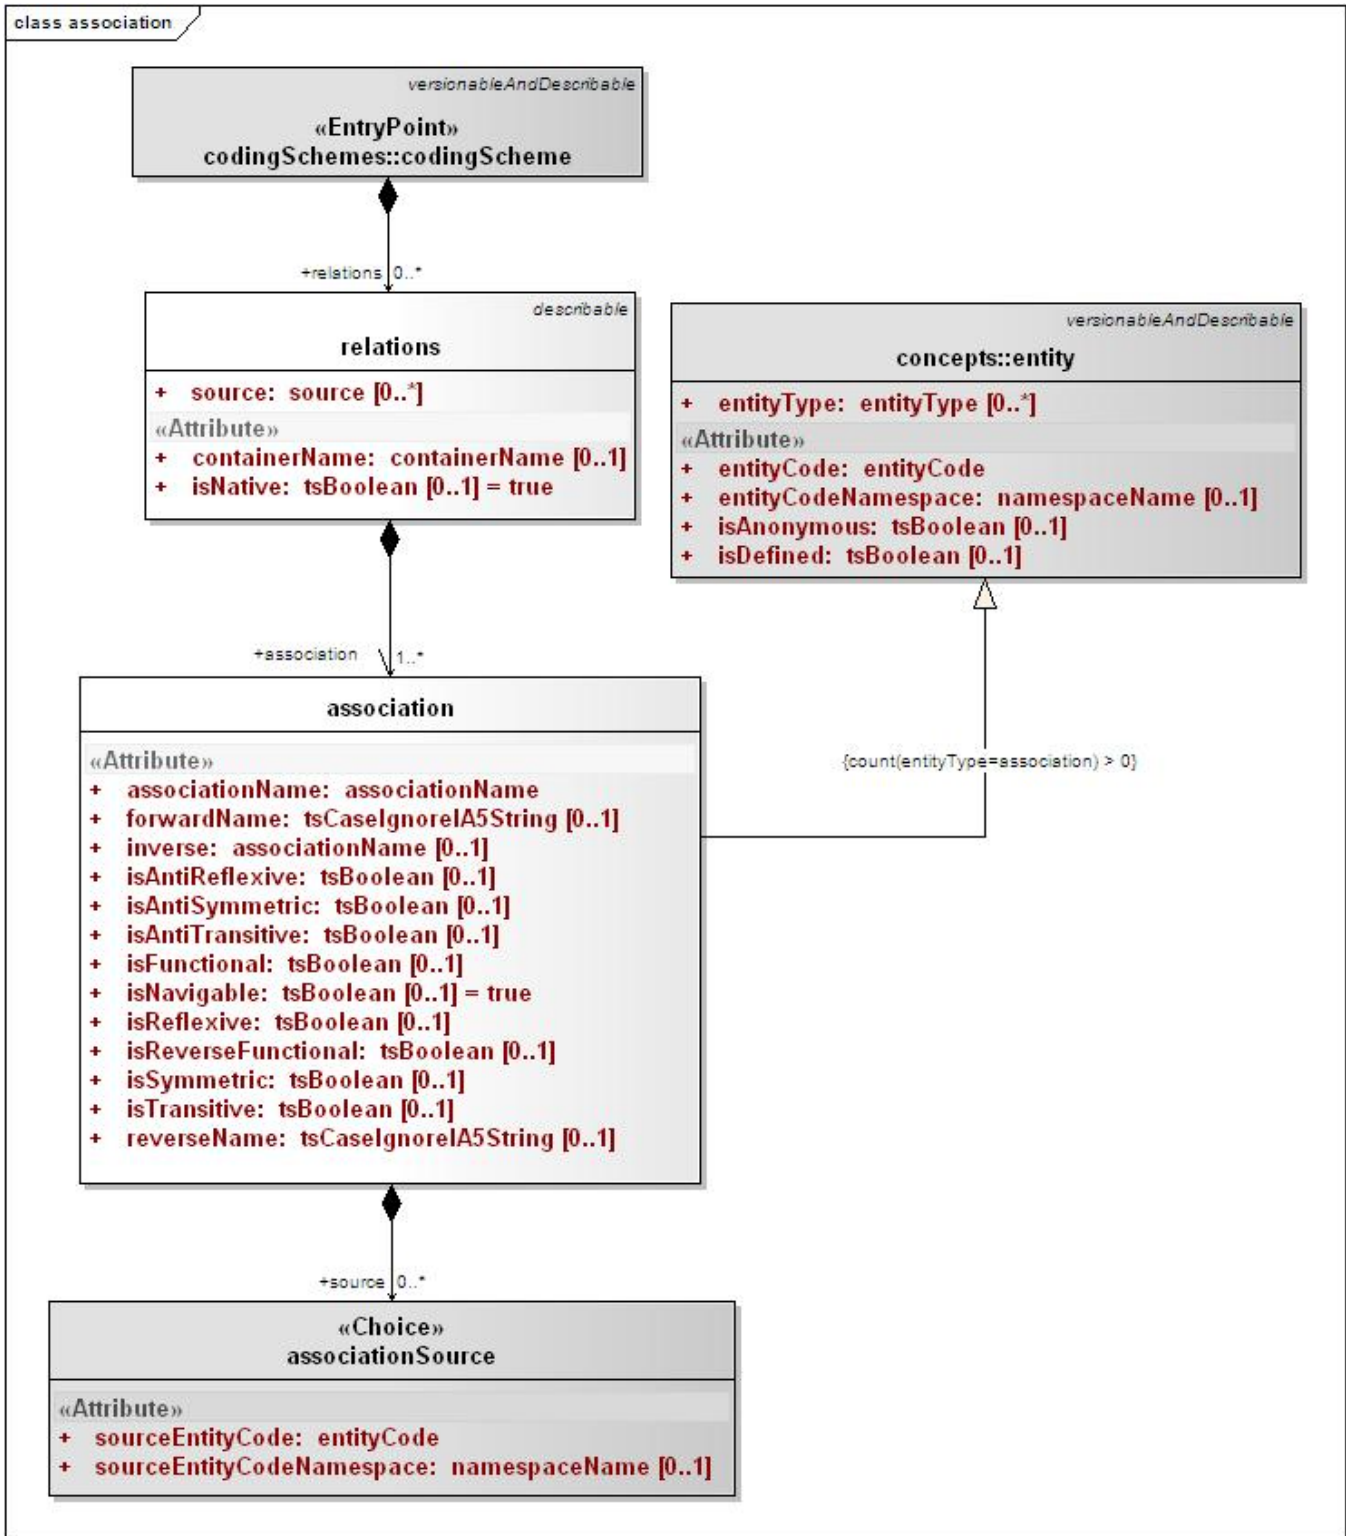 class association
versionableAndDescribable
«EntryPoint»
codingSchemes::codingScheme
+relations 0..*
describable
relations
+ source: source [0..*]
«Attribute»
+ containerName: containerName [0..1]
+ isNative: tsBoolean [0..1] = true
versionableAndDescribable
concepts::entity
+ entityType: entityType [0..*]
«Attribute»
+ entityCode: entityCode
+ entityCodeNamespace: namespaceName [0..1]
+ isAnonymous: tsBoolean [0..1]
+ isDefined: tsBoolean [0..1]
+association 1..*
association
«Attribute»
+ associationName: associationName
+ forwardName: tsCaseIgnoreIA5String [0..1]
+ inverse: associationName [0..1]
+ isAntiReflexive: tsBoolean [0..1]
+ isAntiSymmetric: tsBoolean [0..1]
+ isAntiTransitive: tsBoolean [0..1]
+ isFunctional: tsBoolean [0..1]
+ isNavigable: tsBoolean [0..1] = true
+ isReflexive: tsBoolean [0..1]
+ isReverseFunctional: tsBoolean [0..1]
+ isSymmetric: tsBoolean [0..1]
+ isTransitive: tsBoolean [0..1]
+ reverseName: tsCaseIgnoreIA5String [0..1]
{count(entityType=association) > 0}
+source 0..*
«Choice»
associationSource
«Attribute»
+ sourceEntityCode: entityCode
+ sourceEntityCodeNamespace: namespaceName [0..1]